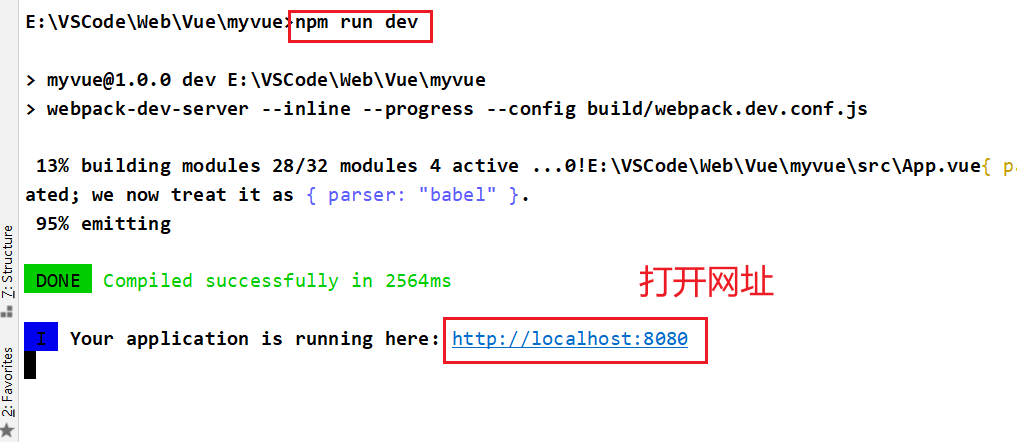 E:\VSCode\Web\Vue\myvue>npm run dev
> myvue@1.0.0 dev E:\VSCode\Web\Vue\myvue
> webpack-dev-server --inline --progress --config build/webpack.dev.conf.js
13% building modules 28/32 modules 4 active ...0!E:\VSCode\Web\Vue\myvue\src\App.vue{ pa
ated; we now treat it as { parser: "babel" }.
95% emitting
DONE Compiled successfully in 2564ms
打开网址
I Your application is running here: http://localhost:8080
7: Structure
2: Favorites